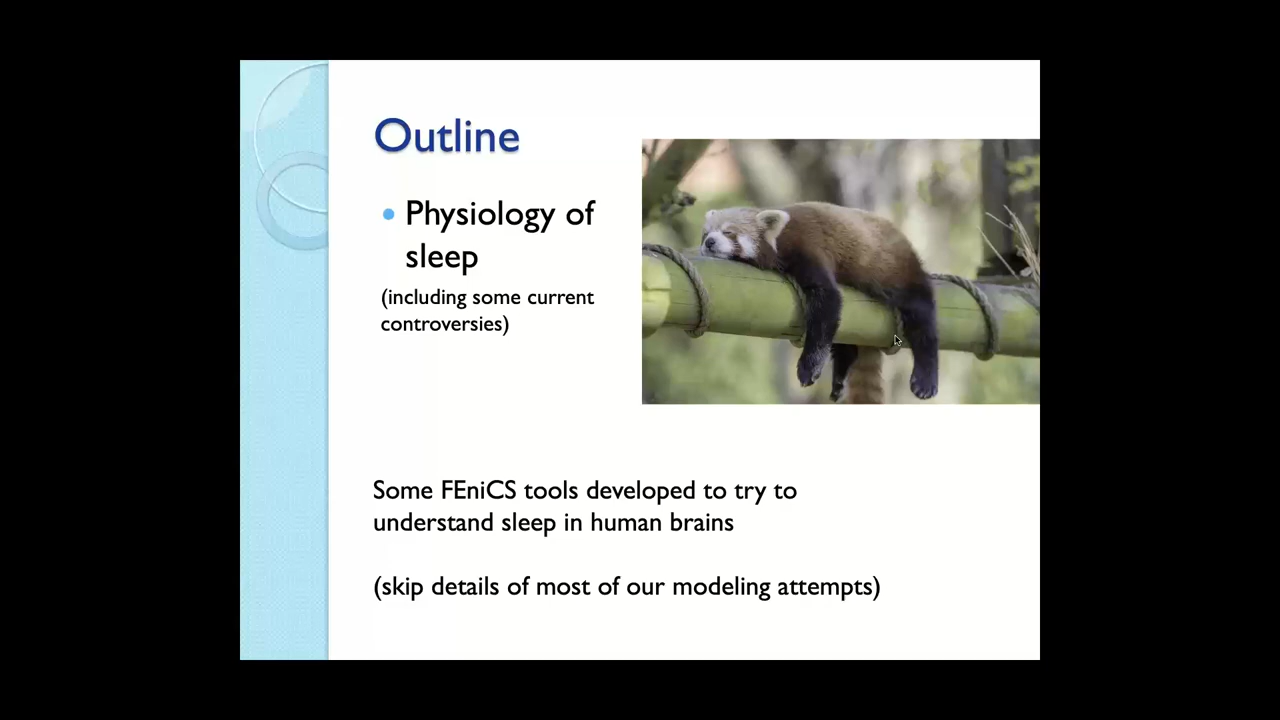 Outline
Physiology of
sleep
(including some current
controversies)
Some FEniCS tools developed to try to
understand sleep in human brains
(skip details of most of our modeling attempts)